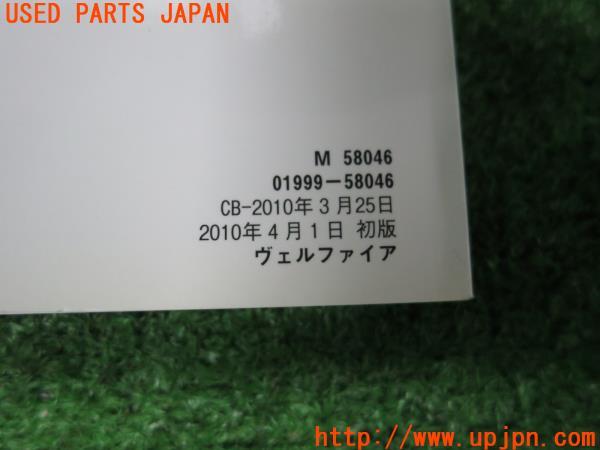 USED PARTS JAPAN
M 58046
01999-58046
CB-2010年3月25日
2010年4月1日 初版
ヴェルファイア
http://www.upjpn.com